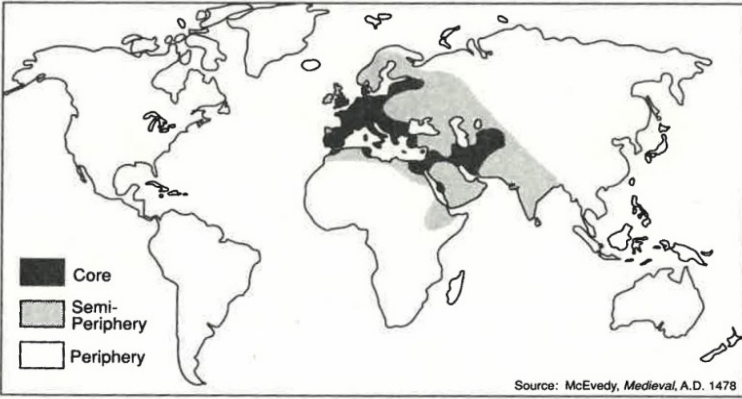 Core
Semi-
Periphery
Periphery
Source: McEvedy, Medieval, A.D. 1478